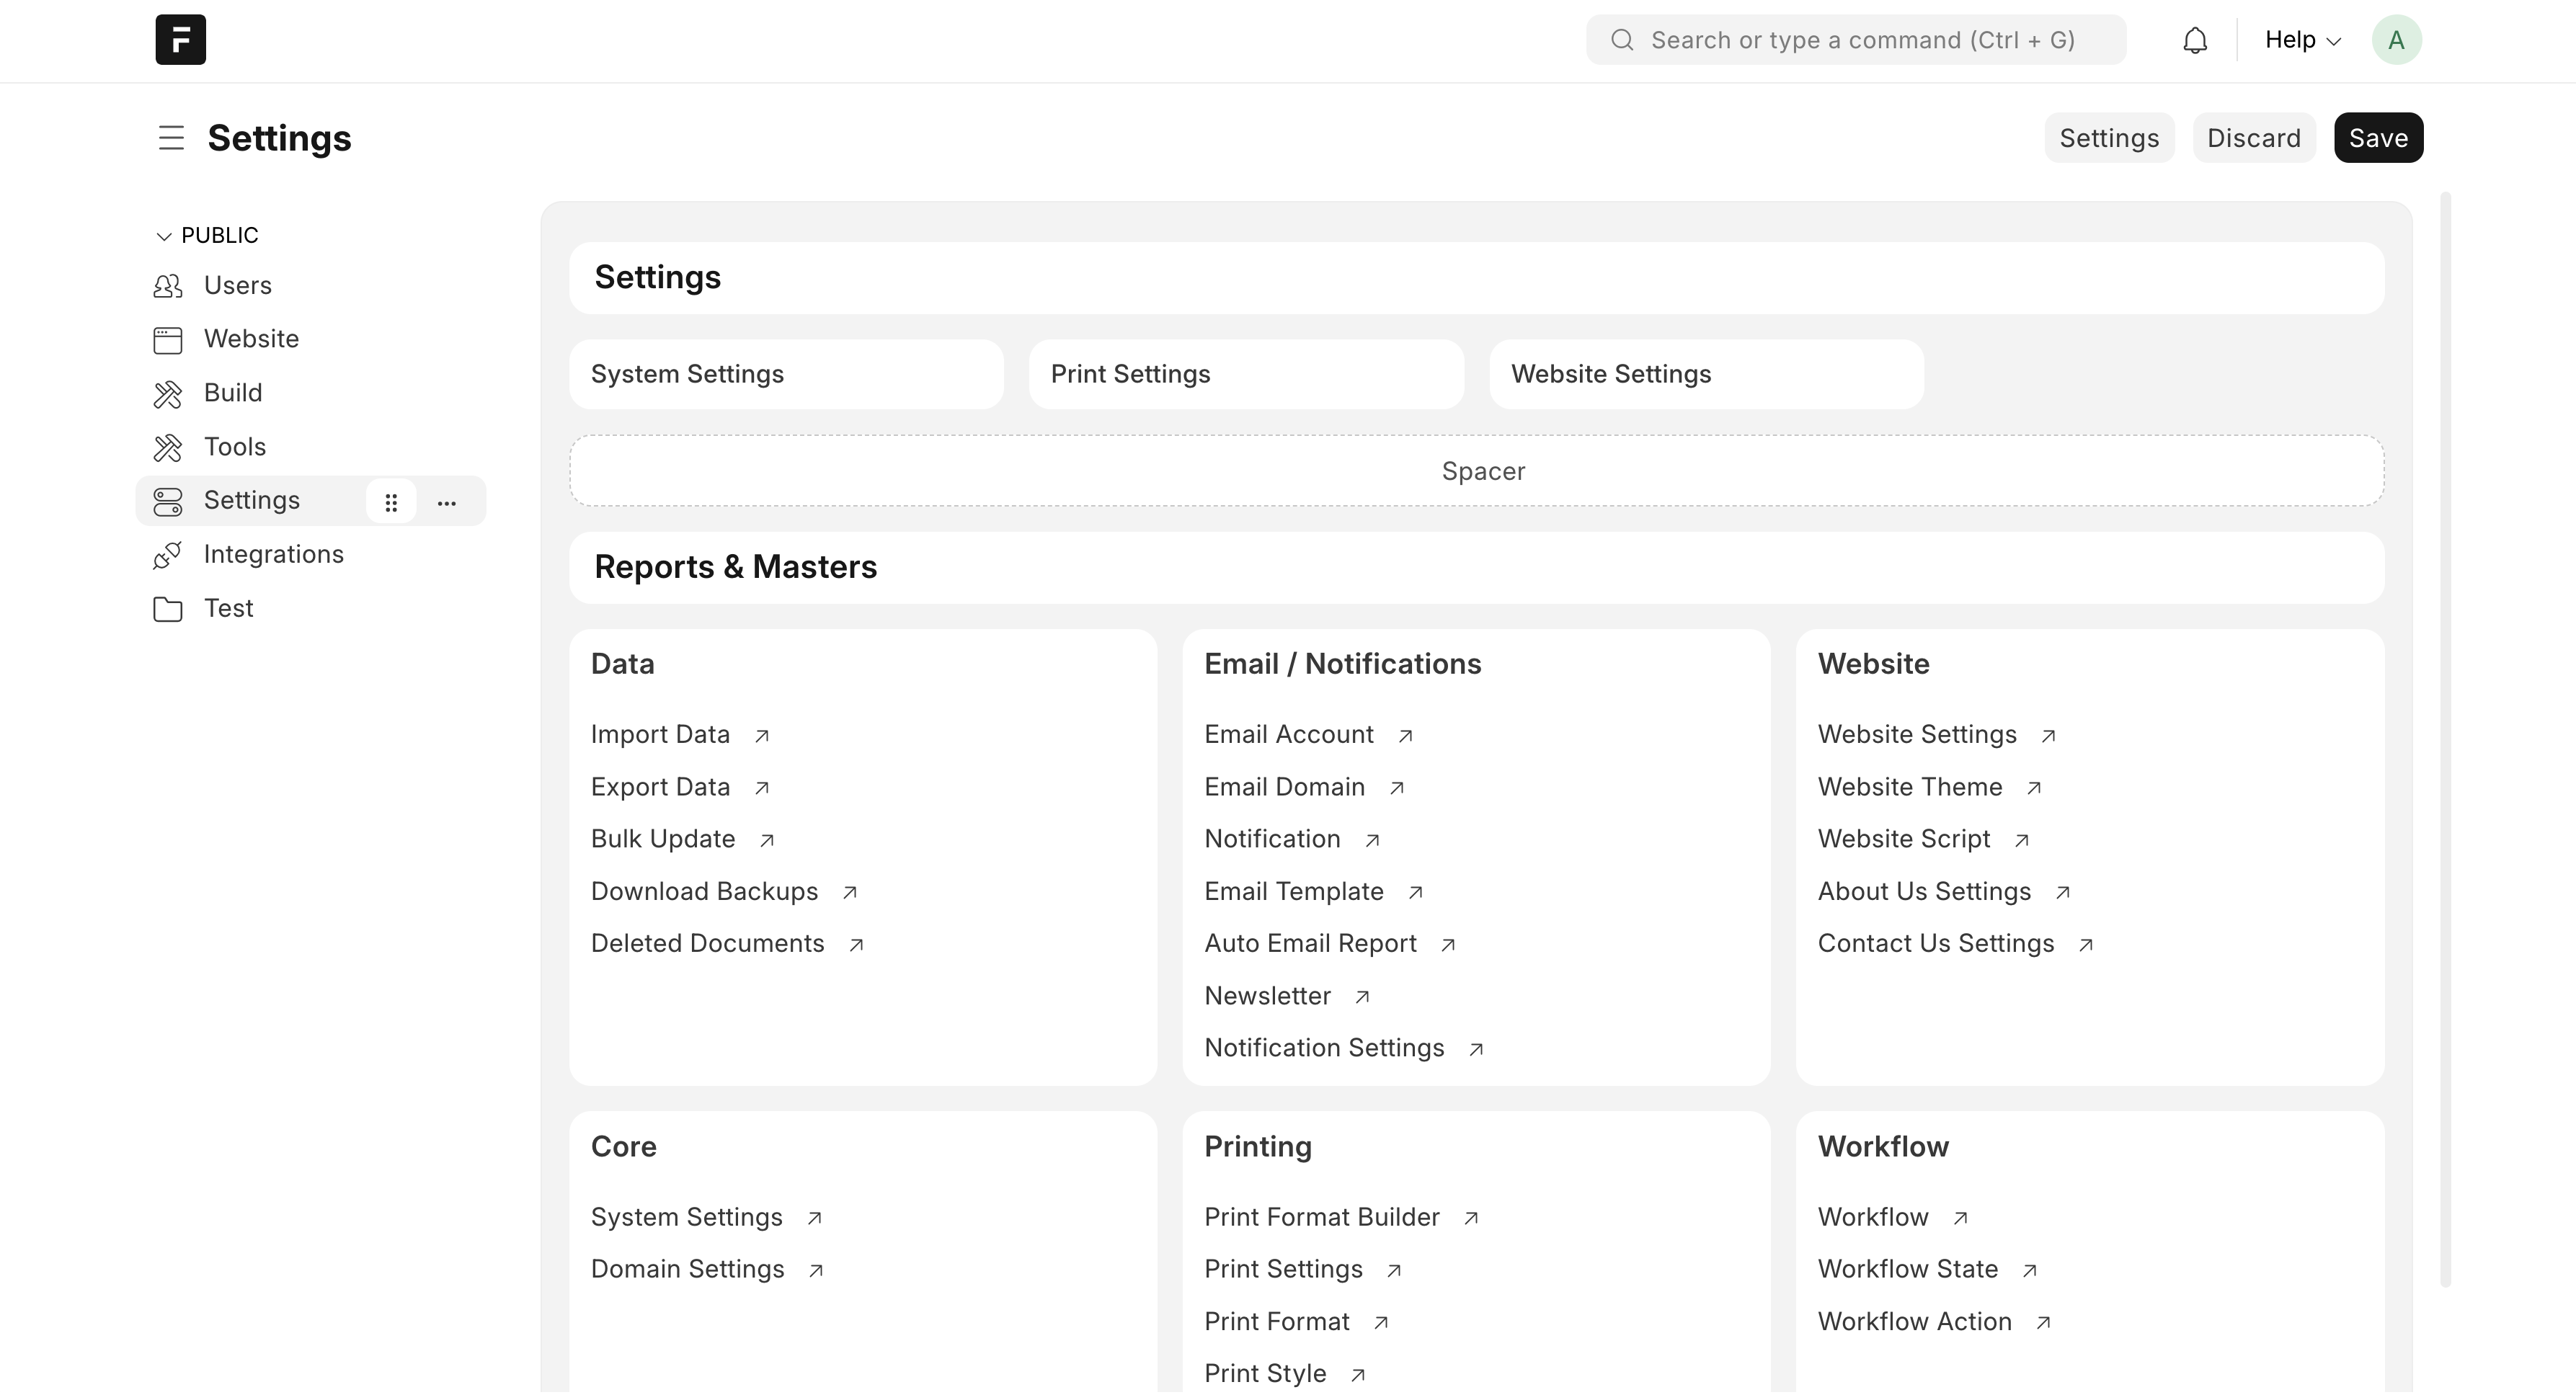 F
Search or type a command (Ctrl + G)
Help
A
Settings
Settings
Discard
Save
PUBLIC
Users
Website
Build
Tools
Settings
Integrations
Test
Settings
System Settings
Print Settings
Website Settings
Spacer
Reports & Masters
Data
Import Data
Export Data
Bulk Update
Download Backups
Deleted Documents
Email / Notifications
Email Account
Email Domain
Notification
Email Template
Auto Email Report
Newsletter
Notification Settings
Website
Website Settings
Website Theme
Website Script
About Us Settings
Contact Us Settings
Core
System Settings
Domain Settings
Printing
Print Format Builder
Print Settings
Print Format
Print Style
Workflow
Workflow
Workflow State
Workflow Action